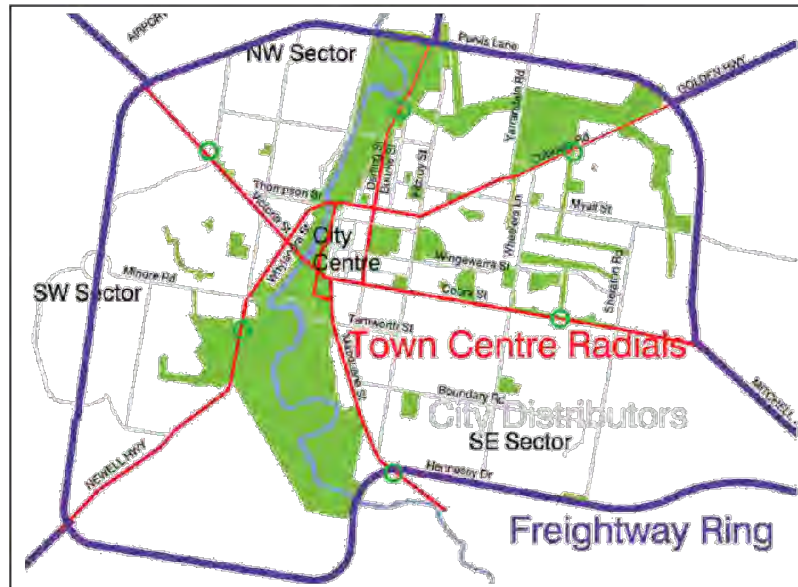 AIRPORT
Purvis Lane
NW Sector
GOLDEN HWY
Yarrandale Rd
Darling St
Bourke St
Fitzroy St
Thompson St
Victoria St
Myall St
Whylandra St
City
Centre
Wheelers Ln
Wingewarra St
Minore Rd
SW Sector
Cobra St
Sheraton Rd
Tamworth St
Town Centre Radials
Macquarie St
Boundary Rd
City Distributors
MITCHELL
SE Sector
NEWELL HWY
Hennessy Dr
Freightway Ring